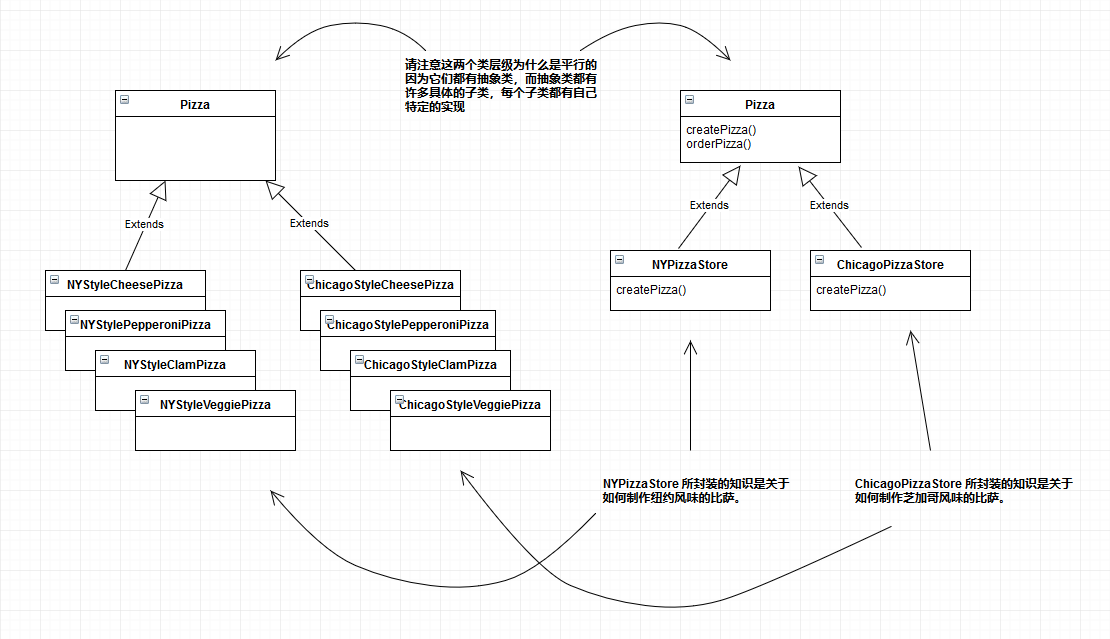 请注意这两个类层级为什么是平行的
因为它们都有抽象类，而抽象类都有
许多具体的子类，每个子类都有自己
特定的实现
Pizza
Pizza
createPizza()
orderPizza()
Extends
Extends
Extends
Extends
NYStyleCheesePizza
NYStylePepperoniPizza
NYStyleClamPizza
NYStyleVeggiePizza
ChicagoStyleCheesePizza
ChicagoStylePepperoniPizza
ChicagoStyleClamPizza
ChicagoStyleVeggiePizza
NYPizzaStore
createPizza()
ChicagoPizzaStore
createPizza()
NYPizzaStore 所封装的知识是关于
如何制作纽约风味的比萨。
ChicagoPizzaStore 所封装的知识是关于
如何制作芝加哥风味的比萨。